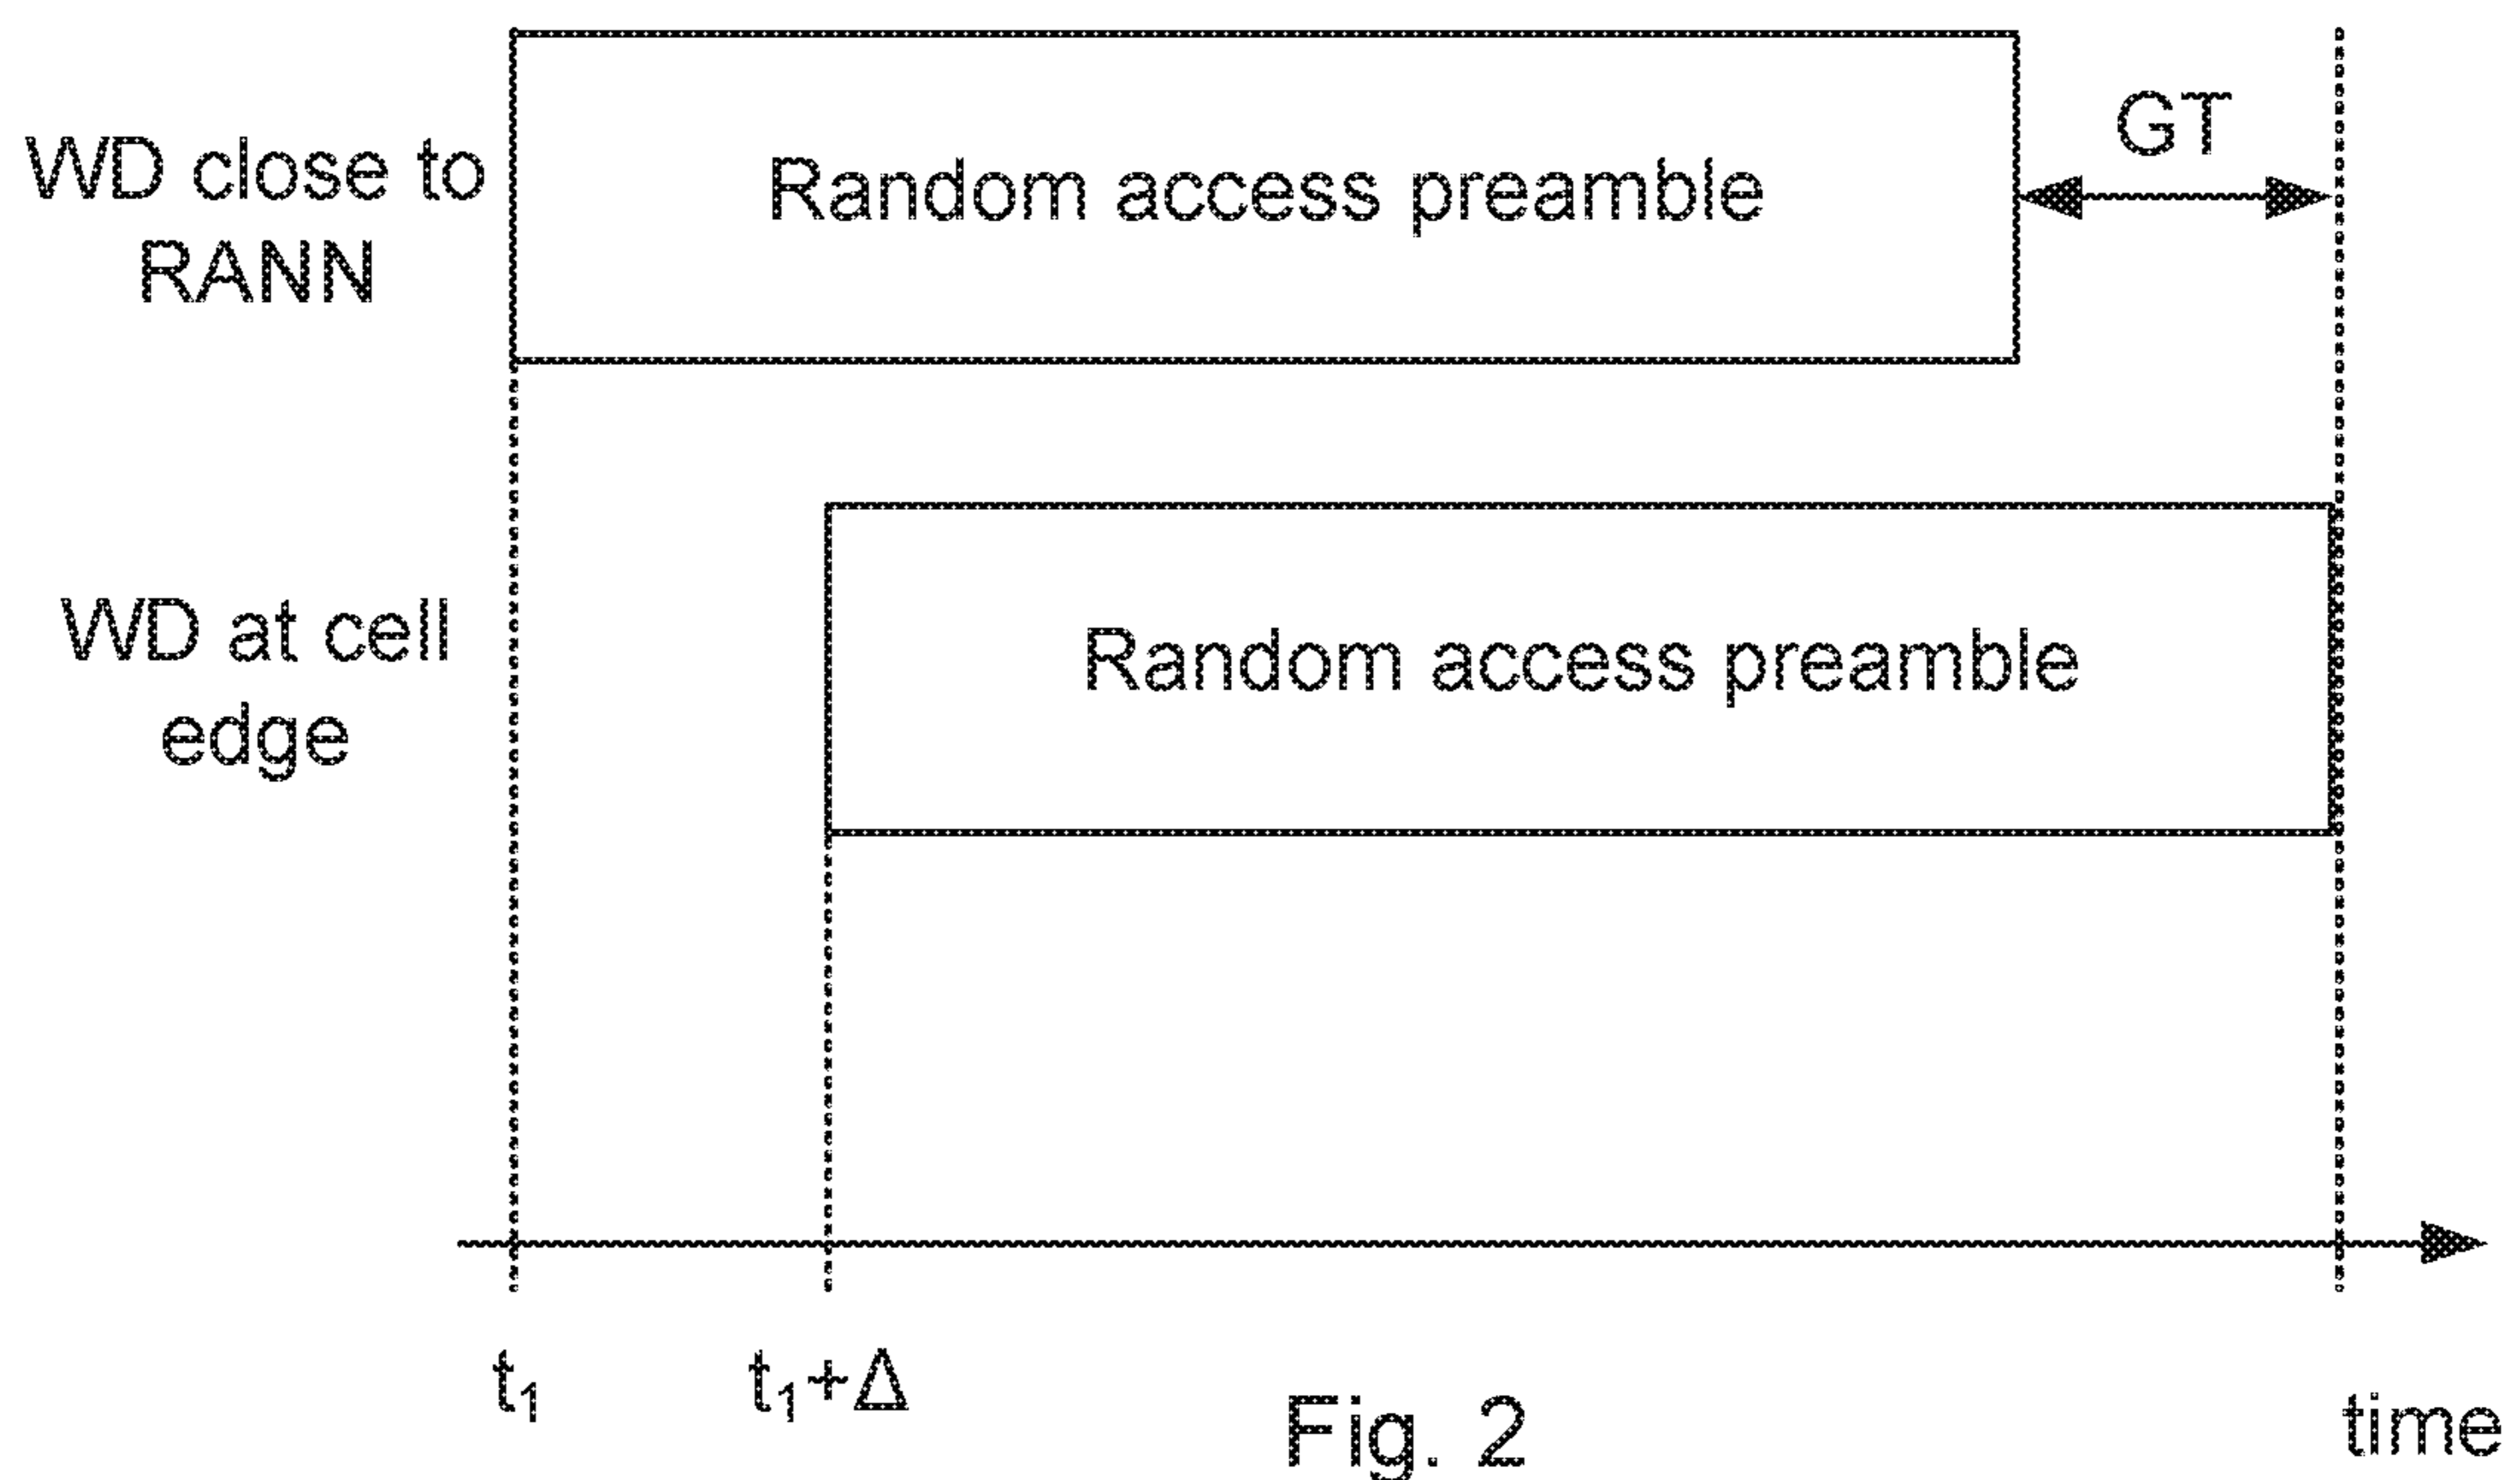 GT
WD close to
RANN
Random access preamble
WD at cell
edge
Random access preamble
t₁
t₁+Δ
Fig. 2
time